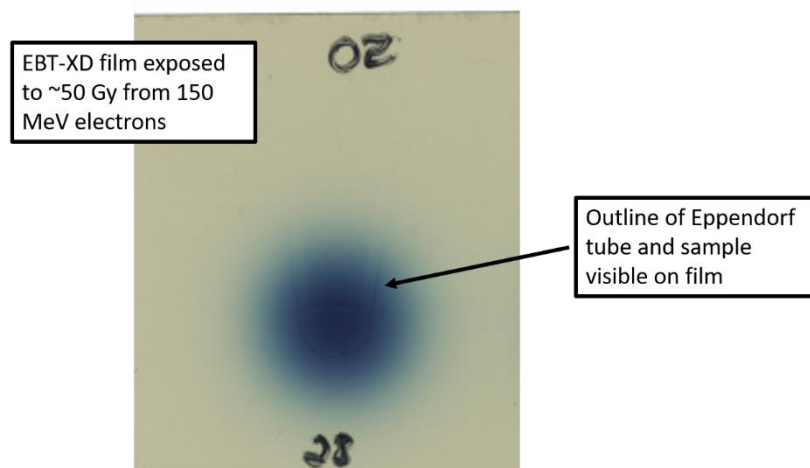 OZ
EBT-XD film exposed
to ~50 Gy from 150
MeV electrons
Outline of Eppendorf
tube and sample
visible on film
28